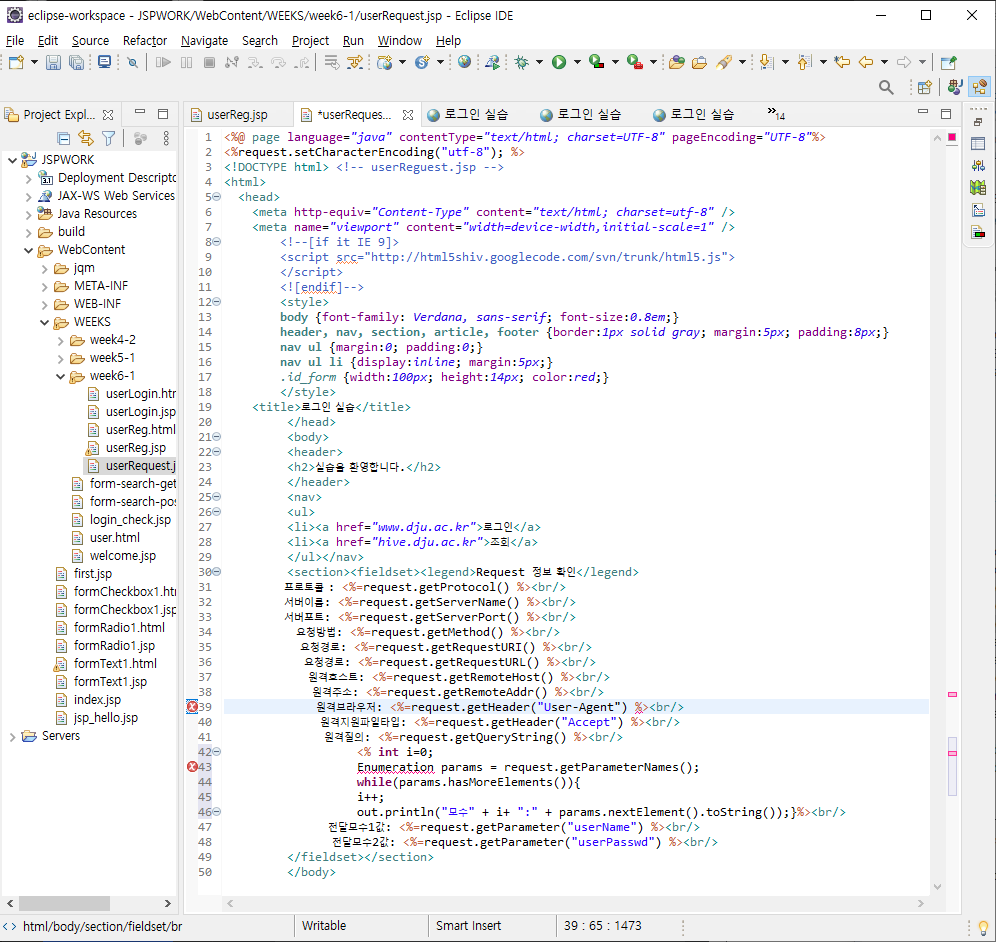 eclipse-workspace - JSPWORK/WebContent/WEEKS/week6-1/userRequest.jsp - Eclipse IDE
File Edit Source Refactor Navigate Search Project Run Window Help
Project Expl...
userReg.jsp *userReques... 로그인 실습 로그인 실습 로그인 실습 »14
JSPWORK
Deployment Descripto
JAX-WS Web Services
Java Resources
build
WebContent
jqm
META-INF
WEB-INF
WEEKS
week4-2
week5-1
week6-1
userLogin.htr
userLogin.jsp
userReg.html
userReg.jsp
userRequest.j
form-search-get
form-search-pos
login_check.jsp
user.html
welcome.jsp
first.jsp
formCheckbox1.htr
formCheckbox1.jsp
formRadio1.html
formRadio1.jsp
formText1.html
formText1.jsp
index.jsp
jsp_hello.jsp
Servers
1 <%@ page language="java" contentType="text/html; charset=UTF-8" pageEncoding="UTF-8"%>
2 <%request.setCharacterEncoding("utf-8"); %>
3 <!DOCTYPE html> <!-- userReguest.jsp -->
4 <html>
5 <head>
6 <meta http-equiv="Content-Type" content="text/html; charset=utf-8" />
7 <meta name="viewport" content="width=device-width,initial-scale=1" />
8 <!--[if it IE 9]>
9 <script src="http://html5shiv.googlecode.com/svn/trunk/html5.js">
10 </script>
11 <![endif]-->
12 <style>
13 body {font-family: Verdana, sans-serif; font-size:0.8em;}
14 header, nav, section, article, footer {border:1px solid gray; margin:5px; padding:8px;}
15 nav ul {margin:0; padding:0;}
16 nav ul li {display:inline; margin:5px;}
17 .id_form {width:100px; height:14px; color:red;}
18 </style>
19 <title>로그인 실습</title>
20 </head>
21 <body>
22 <header>
23 <h2>실습을 환영합니다.</h2>
24 </header>
25 <nav>
26 <ul>
27 <li><a href="www.dju.ac.kr">로그인</a>
28 <li><a href="hive.dju.ac.kr">조회</a>
29 </ul></nav>
30 <section><fieldset><legend>Request 정보 확인</legend>
31 프로토콜 : <%=request.getProtocol() %><br/>
32 서버이름: <%=request.getServerName() %><br/>
33 서버포트: <%=request.getServerPort() %><br/>
34 요청방법: <%=request.getMethod() %><br/>
35 요청경로: <%=request.getRequestURI() %><br/>
36 요청경로: <%=request.getRequestURL() %><br/>
37 원격호스트: <%=request.getRemoteHost() %><br/>
38 원격주소: <%=request.getRemoteAddr() %><br/>
39 원격브라우저: <%=request.getHeader("User-Agent") %><br/>
40 원격지원파일타입: <%=request.getHeader("Accept") %><br/>
41 원격질의: <%=request.getQueryString() %><br/>
42 <% int i=0;
43 Enumeration params = request.getParameterNames();
44 while(params.hasMoreElements()){
45 i++;
46 out.println("모수" + i+ ":" + params.nextElement().toString());}%><br/>
47 전달모수1값: <%=request.getParameter("userName") %><br/>
48 전달모수2값: <%=request.getParameter("userPasswd") %><br/>
49 </fieldset></section>
50 </body>
html/body/section/fieldset/br Writable Smart Insert 39 : 65 : 1473